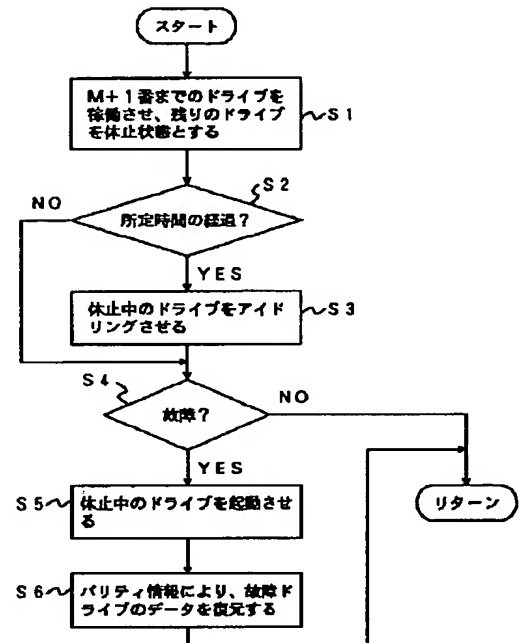 スタート
M+1番までのドライブを
稼働させ、残りのドライブ
を休止状態とする
S1
S2
所定時間の経過?
NO
YES
休止中のドライブをアイド
リングさせる
S3
S4
故障?
NO
YES
S5
休止中のドライブを起動させ
る
リターン
S6
パリティ情報により、故障ド
ライブのデータを復元する